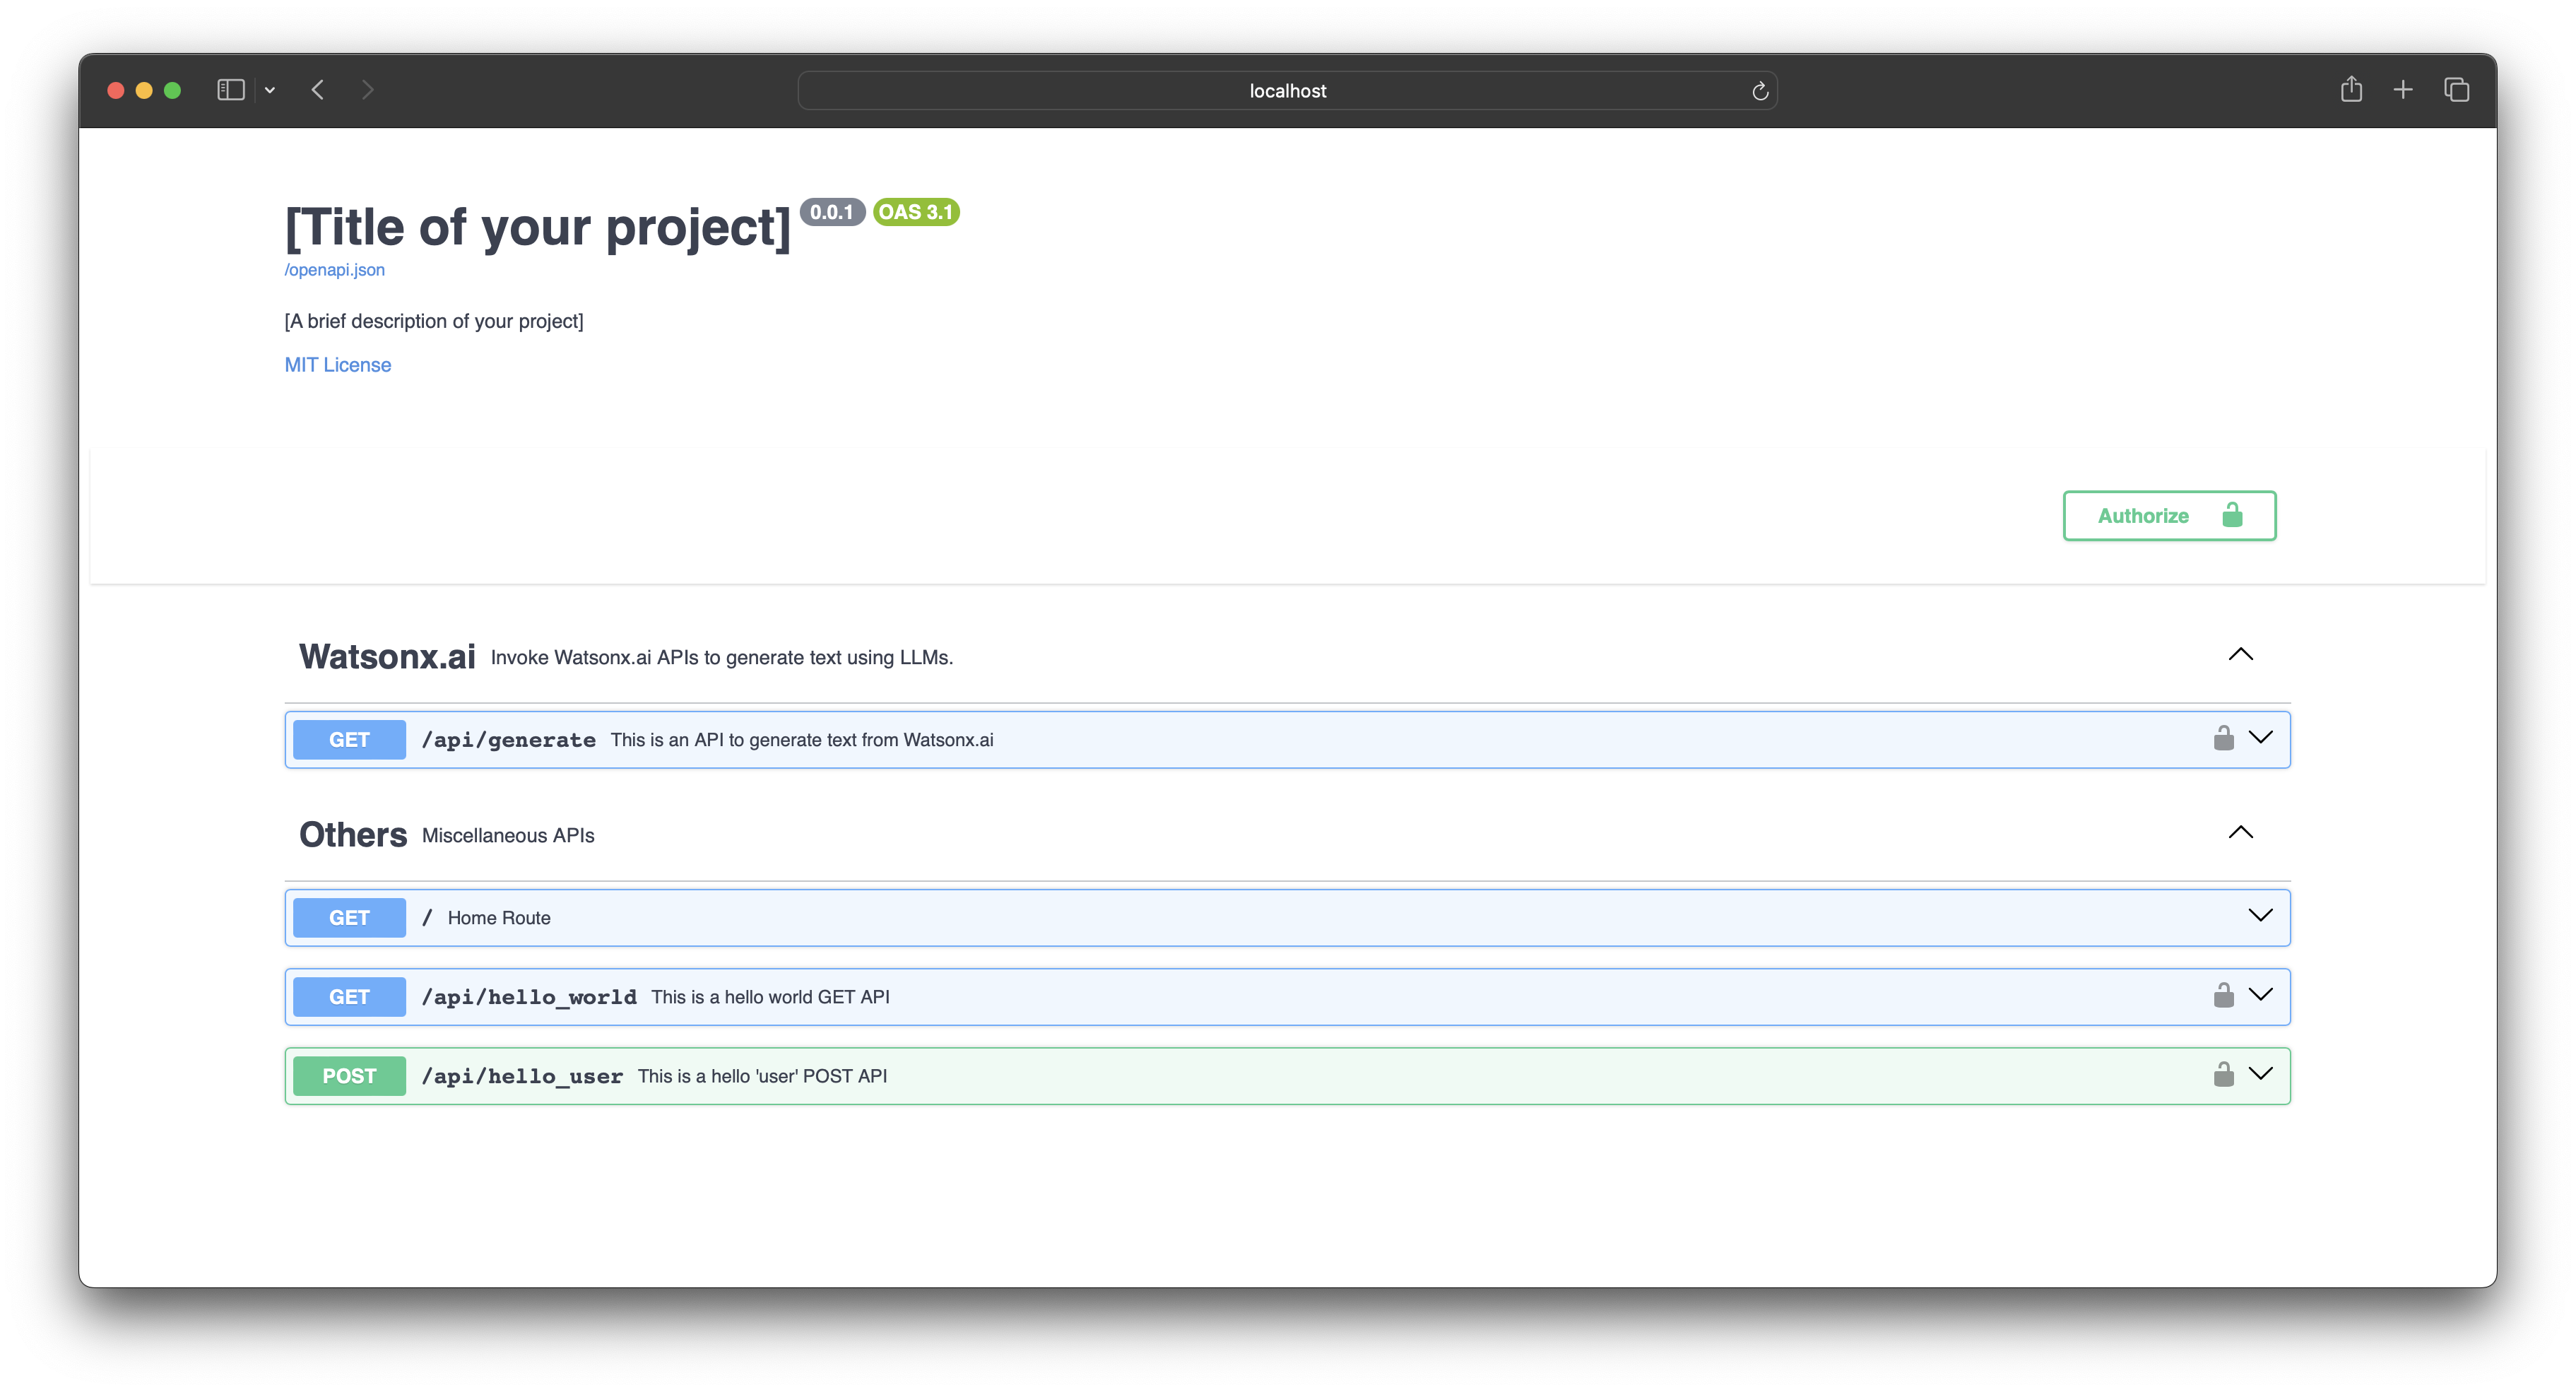 localhost
[Title of your project] 0.0.1 OAS 3.1
/openapi.json
[A brief description of your project]
MIT License
Authorize
Watsonx.ai Invoke Watsonx.ai APIs to generate text using LLMs.
GET /api/generate This is an API to generate text from Watsonx.ai
Others Miscellaneous APIs
GET / Home Route
GET /api/hello_world This is a hello world GET API
POST /api/hello_user This is a hello 'user' POST API